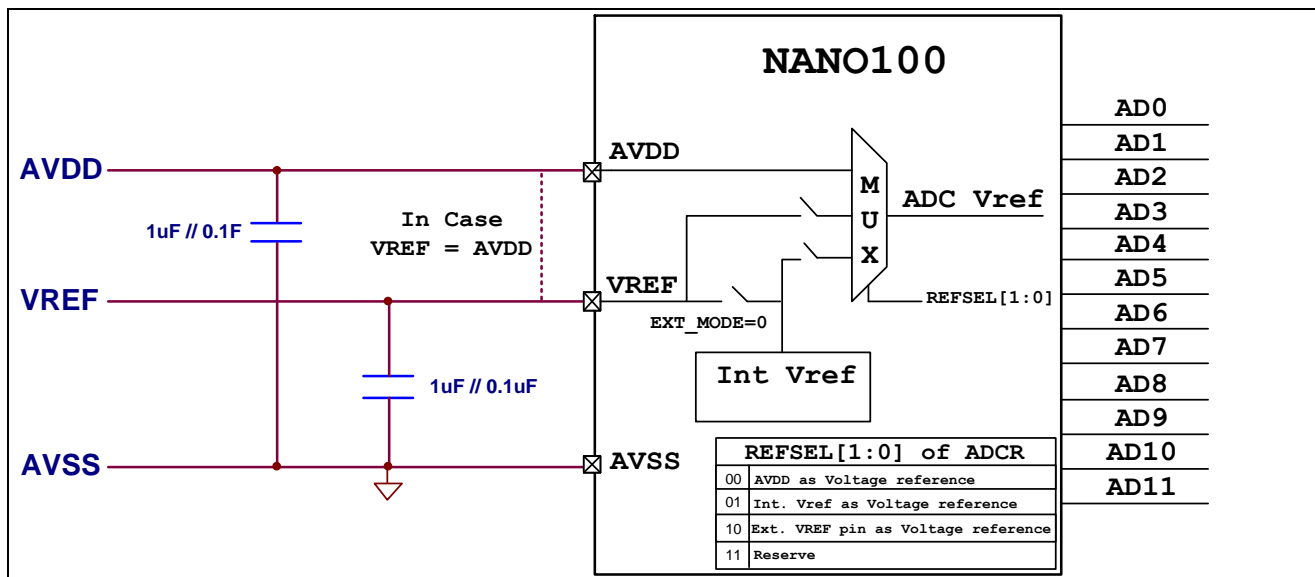 NANO100
AVDD
1uF // 0.1F
In Case
VREF = AVDD
VREF
1uF // 0.1uF
AVSS
AVDD
M
U
X
ADC Vref
VREF
EXT_MODE=0
REFSEL[1:0]
Int Vref
AVSS
REFSEL[1:0] of ADCR
00 AVDD as Voltage reference
01 Int. Vref as Voltage reference
10 Ext. VREF pin as Voltage reference
11 Reserve
AD0
AD1
AD2
AD3
AD4
AD5
AD6
AD7
AD8
AD9
AD10
AD11